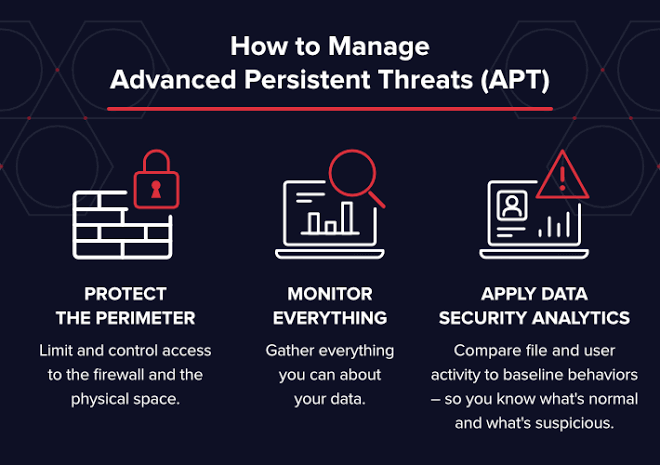 How to Manage
Advanced Persistent Threats (APT)
PROTECT
THE PERIMETER
Limit and control access
to the firewall and the
physical space.
MONITOR
EVERYTHING
Gather everything
you can about
your data.
APPLY DATA
SECURITY ANALYTICS
Compare file and user
activity to baseline behaviors
– so you know what's normal
and what's suspicious.